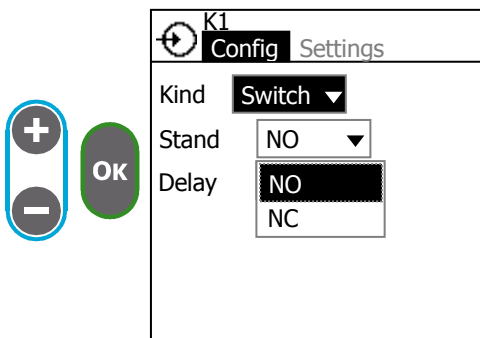 K1
Config Settings
Kind Switch
Stand NO
Delay
NO
NC
+
OK
−